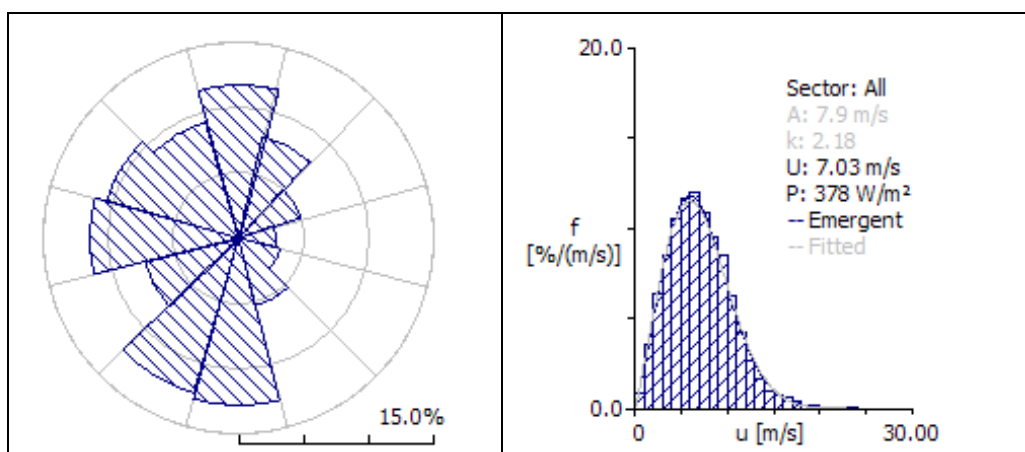 15.0%
20.0
f
[%/(m/s)]
0.0
0
u [m/s]
30.00
Sector: All
A: 7.9 m/s
k: 2.18
U: 7.03 m/s
P: 378 W/m²
-- Emergent
-- Fitted